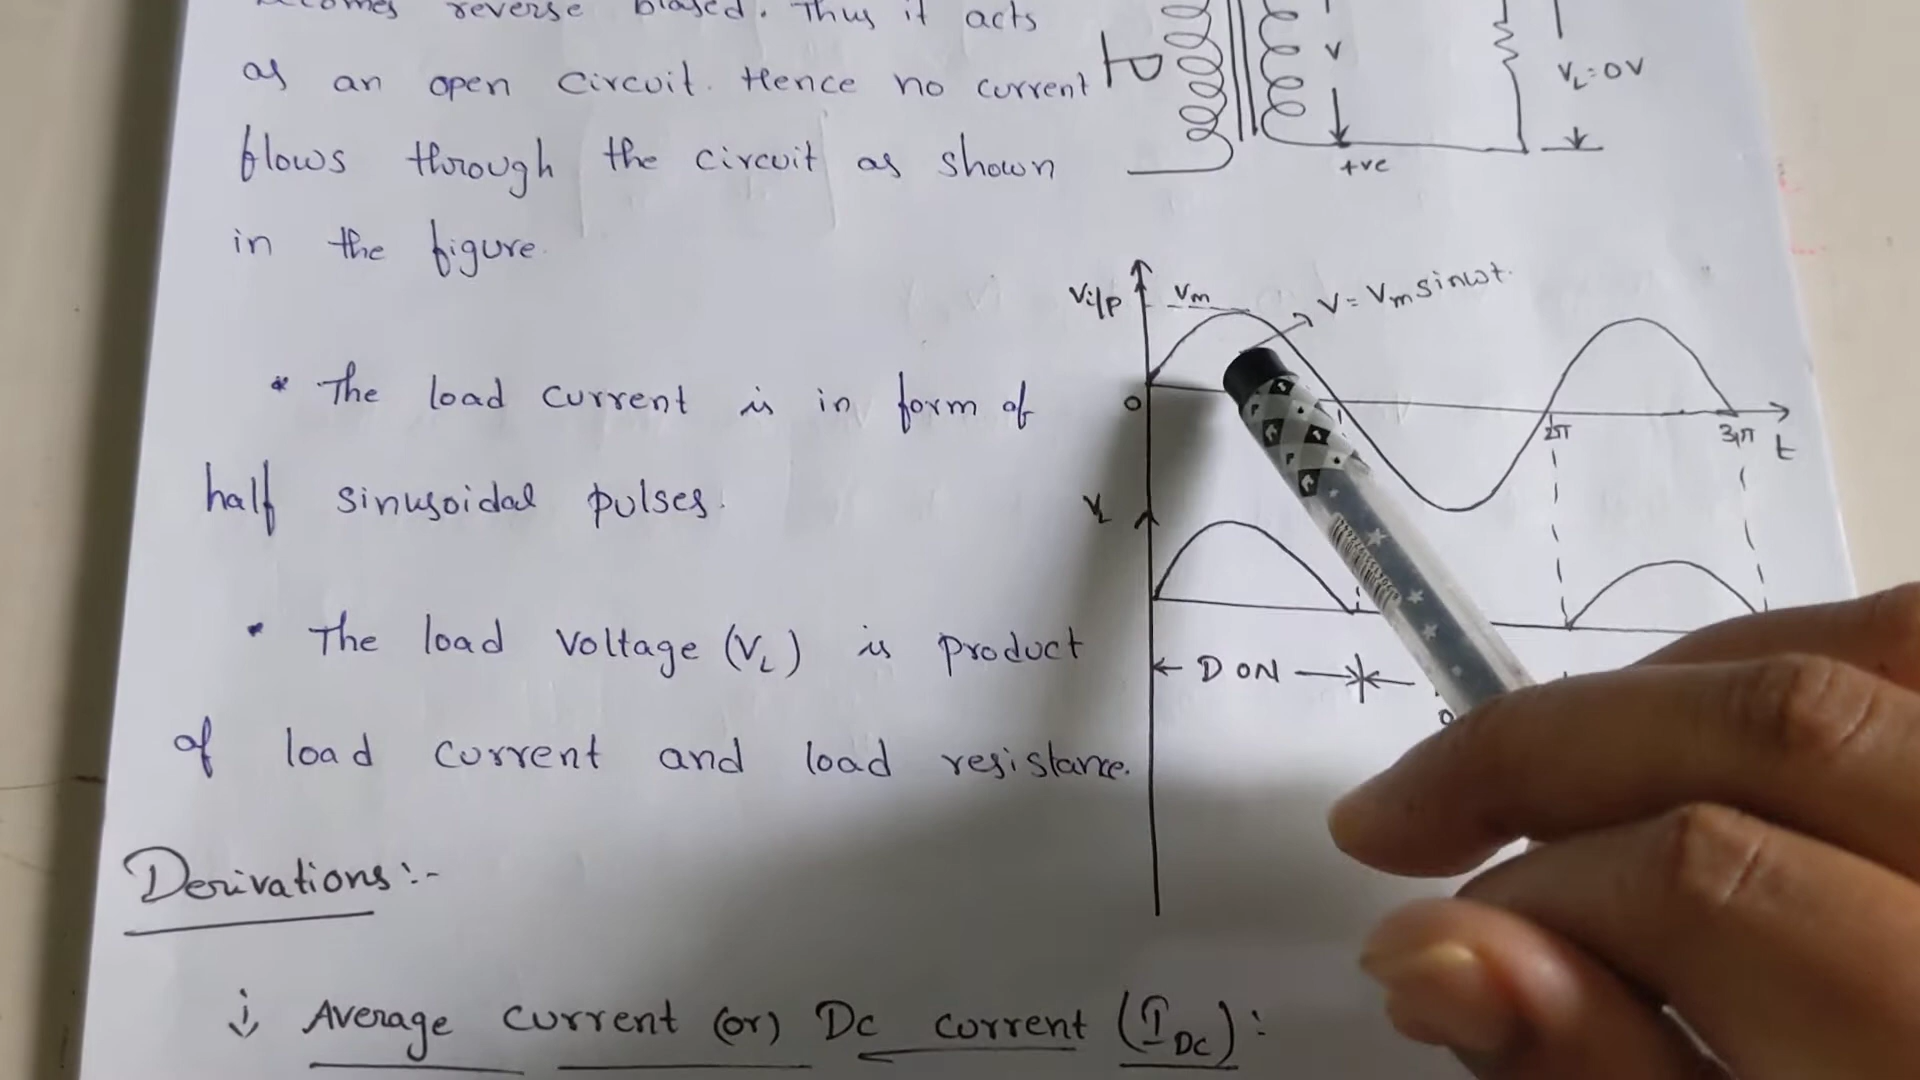 becomes reverse biased. Thus it acts
as an open circuit. Hence no current
flows through the circuit as shown
in the figure.
* The load current is in form of
half sinusoidal pulses.
* The load voltage (VL) is product
of load current and load resistance.
Derivations :-
i, Average current (or) Dc current (IDC) :
V
VL=0V
+ve
Vi/p
Vm
V= Vm sinωt.
0
2π
3π
t
VL
D ON